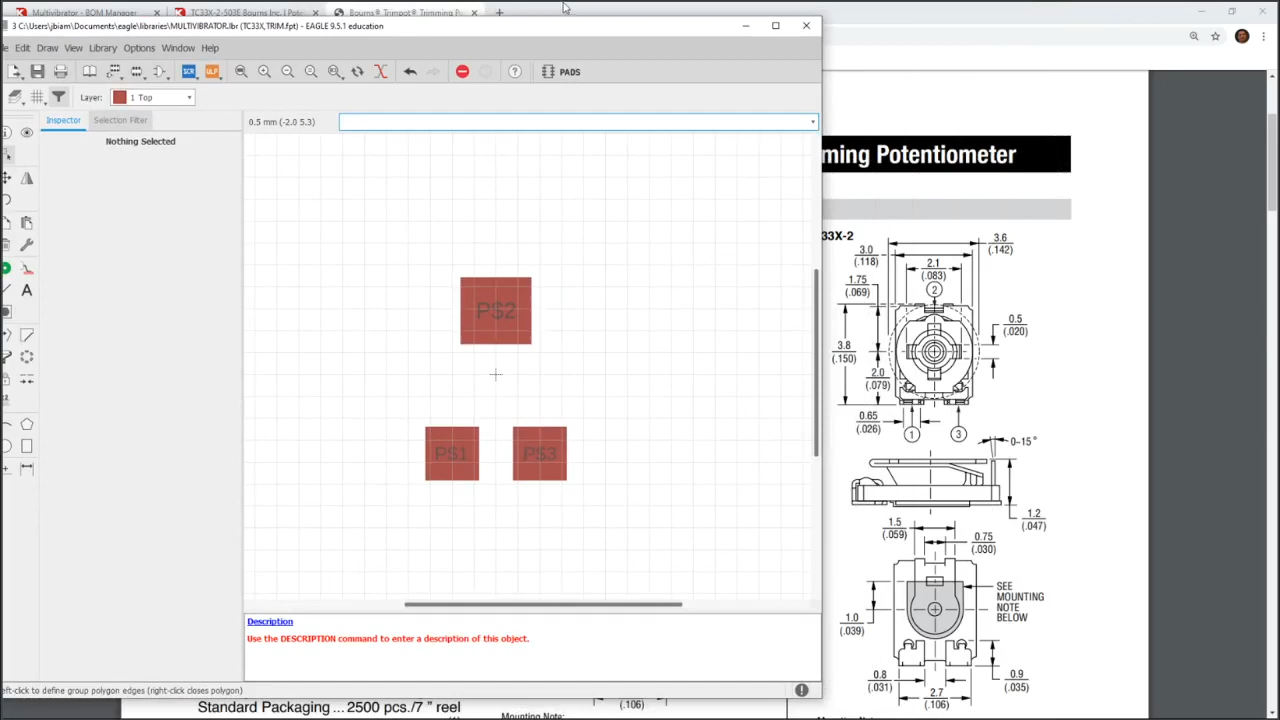 Multivibrator - BOM Manager
TC33X-2-503E Bourns Inc. | Potent
Bourns® Trimpot® Trimming Pu
3 C:\Users\jbiam\Documents\eagle\libraries\MULTIVIBRATOR.lbr (TC33X,TRIM.fpt) - EAGLE 9.5.1 education
Edit Draw View Library Options Window Help
SCR ULP ? PADS
Layer: 1 Top
Inspector Selection Filter
0.5 mm (-2.0 5.3)
Nothing Selected
PS2
PS1
PS3
Description
Use the DESCRIPTION command to enter a description of this object.
eft-click to define group polygon edges (right-click closes polygon)
Standard Packaging ... 2500 pcs./7 ” reel
(.106)
Mounting Note:
ming Potentiometer
33X-2
3.6
(.142)
3.0
(.118)
2.1
(.083)
1.75
(.069)
2
0.5
(.020)
3.8
(.150)
2.0
(.079)
0.65
(.026)
1
3
0-15°
1.2
(.047)
1.5
(.059)
0.75
(.030)
SEE
MOUNTING
NOTE
BELOW
1.0
(.039)
0.8
(.031)
0.9
(.035)
2.7
(.106)